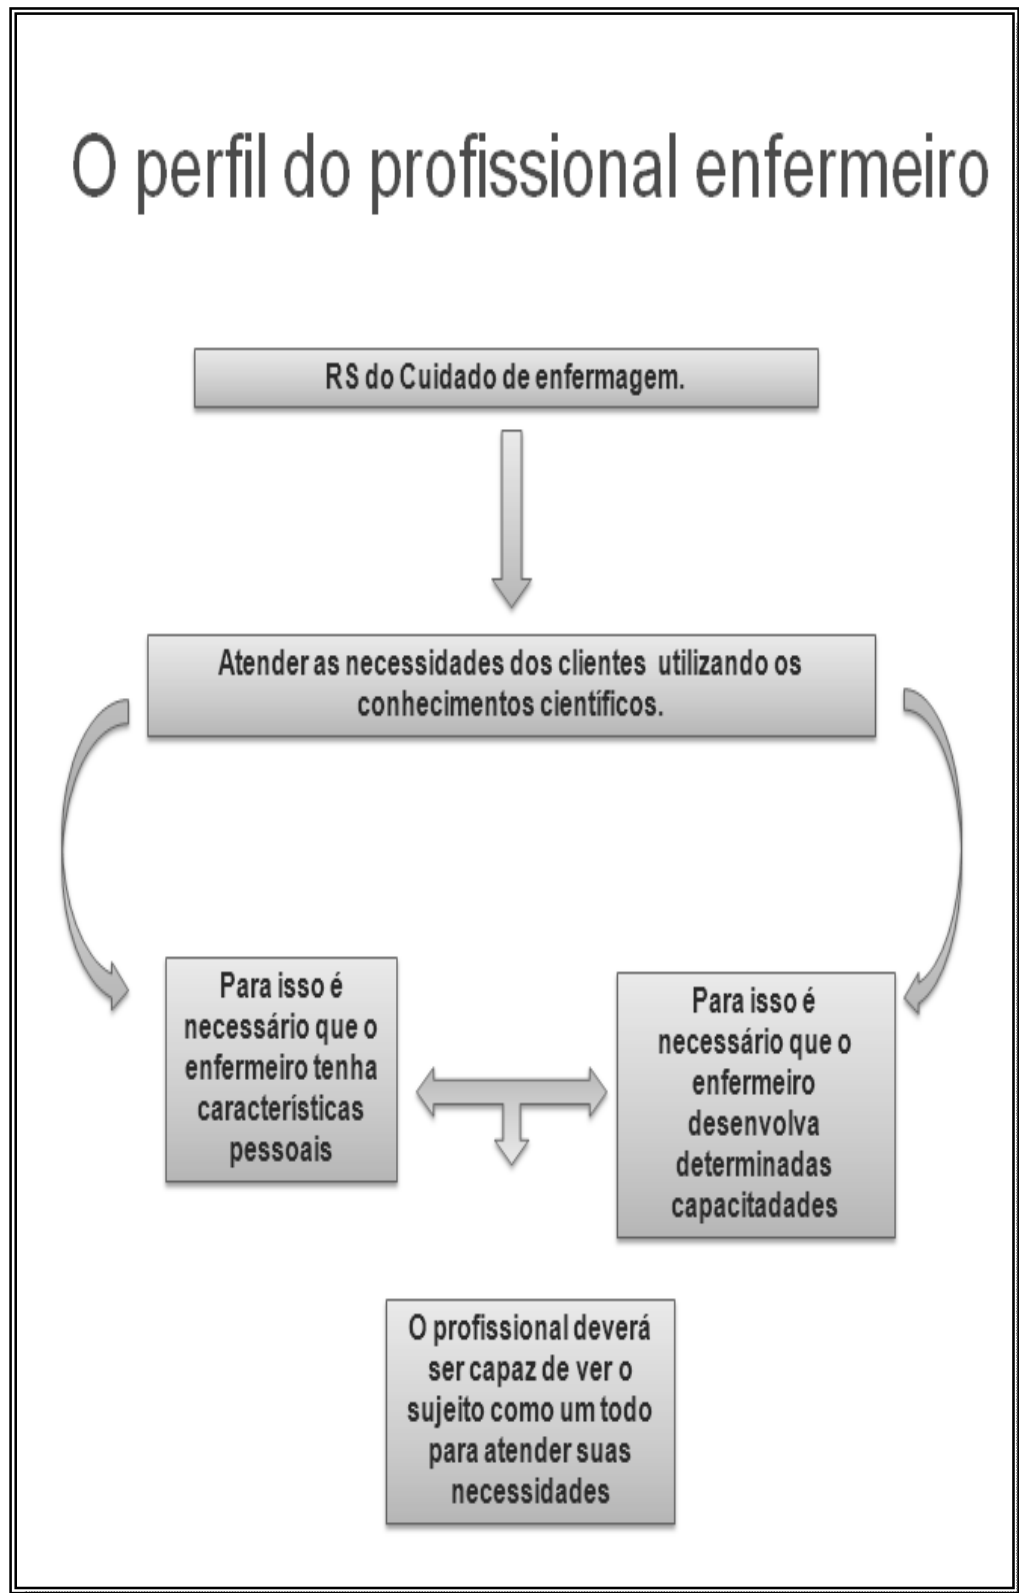 O perfil do profissional enfermeiro
RS do Cuidado de enfermagem.
Atender as necessidades dos clientes utilizando os
conhecimentos científicos.
Para isso é
necessário que o
enfermeiro tenha
características
pessoais
Para isso é
necessário que o
enfermeiro
desenvolva
determinadas
capacitadades
O profissional deverá
ser capaz de ver o
sujeito como um todo
para atender suas
necessidades